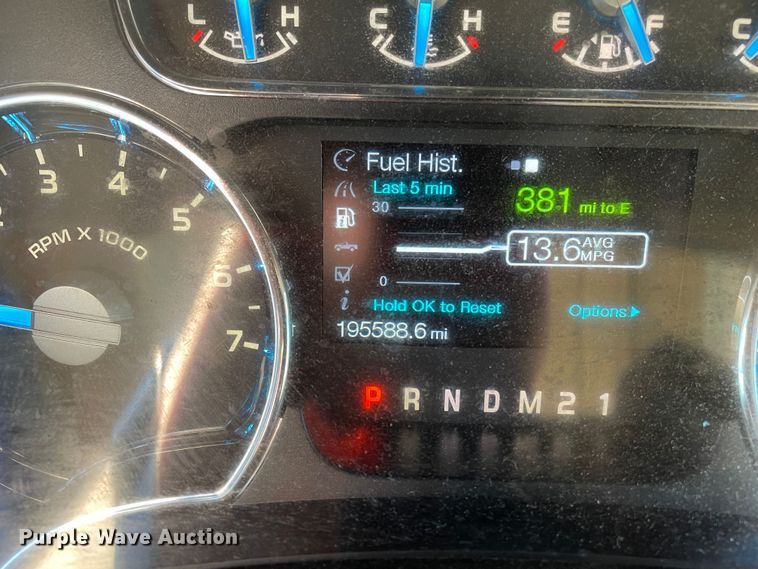 L H C H E F C
Fuel Hist.
Last 5 min
30
381 mi to E
13.6 AVG MPG
0
Hold OK to Reset Options
195588.6 mi
P R N D M 2 1
2 3 4 5 6 7
RPM X 1000
i
Purple Wave Auction